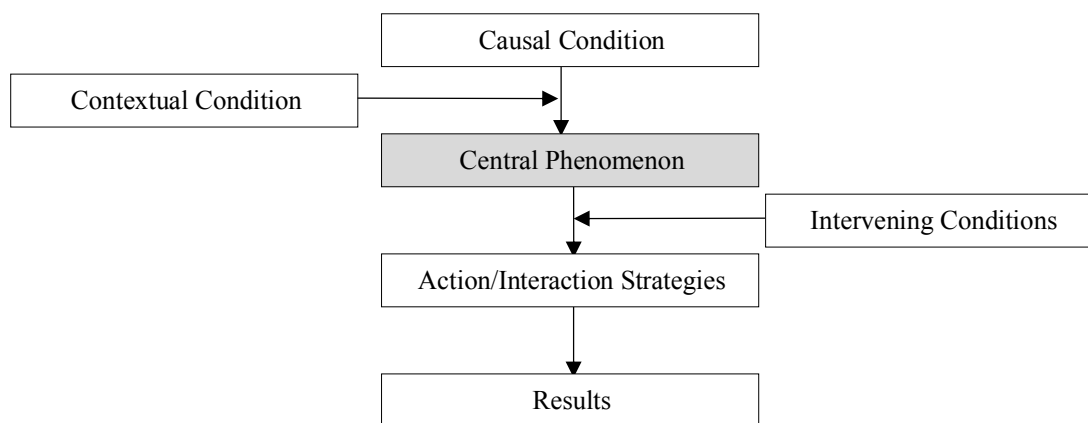 Causal Condition
Contextual Condition
Central Phenomenon
Intervening Conditions
Action/Interaction Strategies
Results